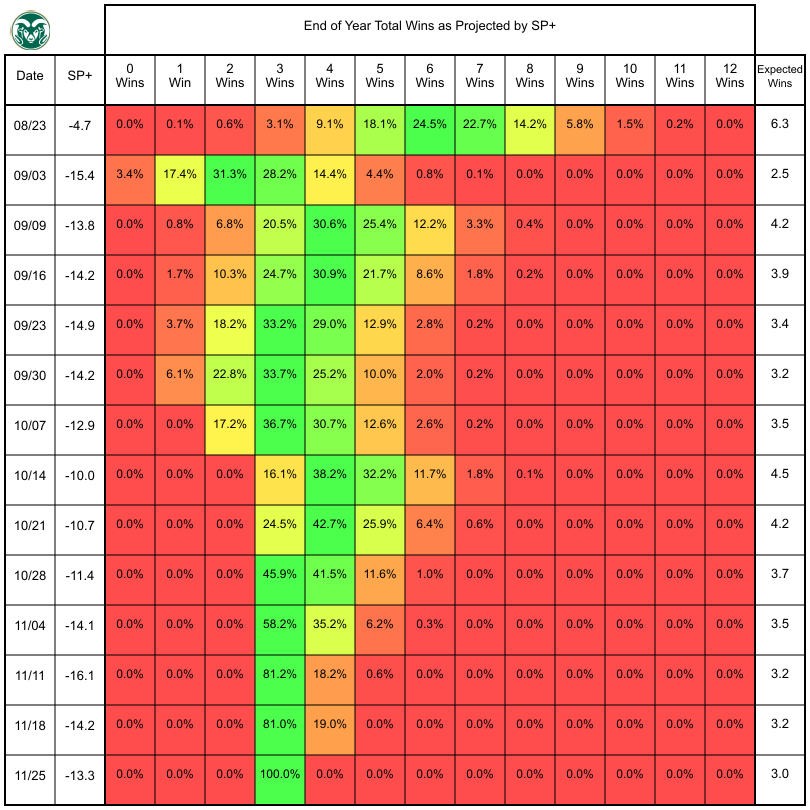 End of Year Total Wins as Projected by SP+
Date SP+ 0 Wins 1 Win 2 Wins 3 Wins 4 Wins 5 Wins 6 Wins 7 Wins 8 Wins 9 Wins 10 Wins 11 Wins 12 Wins Expected Wins
08/23 -4.7 0.0% 0.1% 0.6% 3.1% 9.1% 18.1% 24.5% 22.7% 14.2% 5.8% 1.5% 0.2% 0.0% 6.3
09/03 -15.4 3.4% 17.4% 31.3% 28.2% 14.4% 4.4% 0.8% 0.1% 0.0% 0.0% 0.0% 0.0% 0.0% 2.5
09/09 -13.8 0.0% 0.8% 6.8% 20.5% 30.6% 25.4% 12.2% 3.3% 0.4% 0.0% 0.0% 0.0% 0.0% 4.2
09/16 -14.2 0.0% 1.7% 10.3% 24.7% 30.9% 21.7% 8.6% 1.8% 0.2% 0.0% 0.0% 0.0% 0.0% 3.9
09/23 -14.9 0.0% 3.7% 18.2% 33.2% 29.0% 12.9% 2.8% 0.2% 0.0% 0.0% 0.0% 0.0% 0.0% 3.4
09/30 -14.2 0.0% 6.1% 22.8% 33.7% 25.2% 10.0% 2.0% 0.2% 0.0% 0.0% 0.0% 0.0% 0.0% 3.2
10/07 -12.9 0.0% 0.0% 17.2% 36.7% 30.7% 12.6% 2.6% 0.2% 0.0% 0.0% 0.0% 0.0% 0.0% 3.5
10/14 -10.0 0.0% 0.0% 0.0% 16.1% 38.2% 32.2% 11.7% 1.8% 0.1% 0.0% 0.0% 0.0% 0.0% 4.5
10/21 -10.7 0.0% 0.0% 0.0% 24.5% 42.7% 25.9% 6.4% 0.6% 0.0% 0.0% 0.0% 0.0% 0.0% 4.2
10/28 -11.4 0.0% 0.0% 0.0% 45.9% 41.5% 11.6% 1.0% 0.0% 0.0% 0.0% 0.0% 0.0% 0.0% 3.7
11/04 -14.1 0.0% 0.0% 0.0% 58.2% 35.2% 6.2% 0.3% 0.0% 0.0% 0.0% 0.0% 0.0% 0.0% 3.5
11/11 -16.1 0.0% 0.0% 0.0% 81.2% 18.2% 0.6% 0.0% 0.0% 0.0% 0.0% 0.0% 0.0% 0.0% 3.2
11/18 -14.2 0.0% 0.0% 0.0% 81.0% 19.0% 0.0% 0.0% 0.0% 0.0% 0.0% 0.0% 0.0% 0.0% 3.2
11/25 -13.3 0.0% 0.0% 0.0% 100.0% 0.0% 0.0% 0.0% 0.0% 0.0% 0.0% 0.0% 0.0% 0.0% 3.0